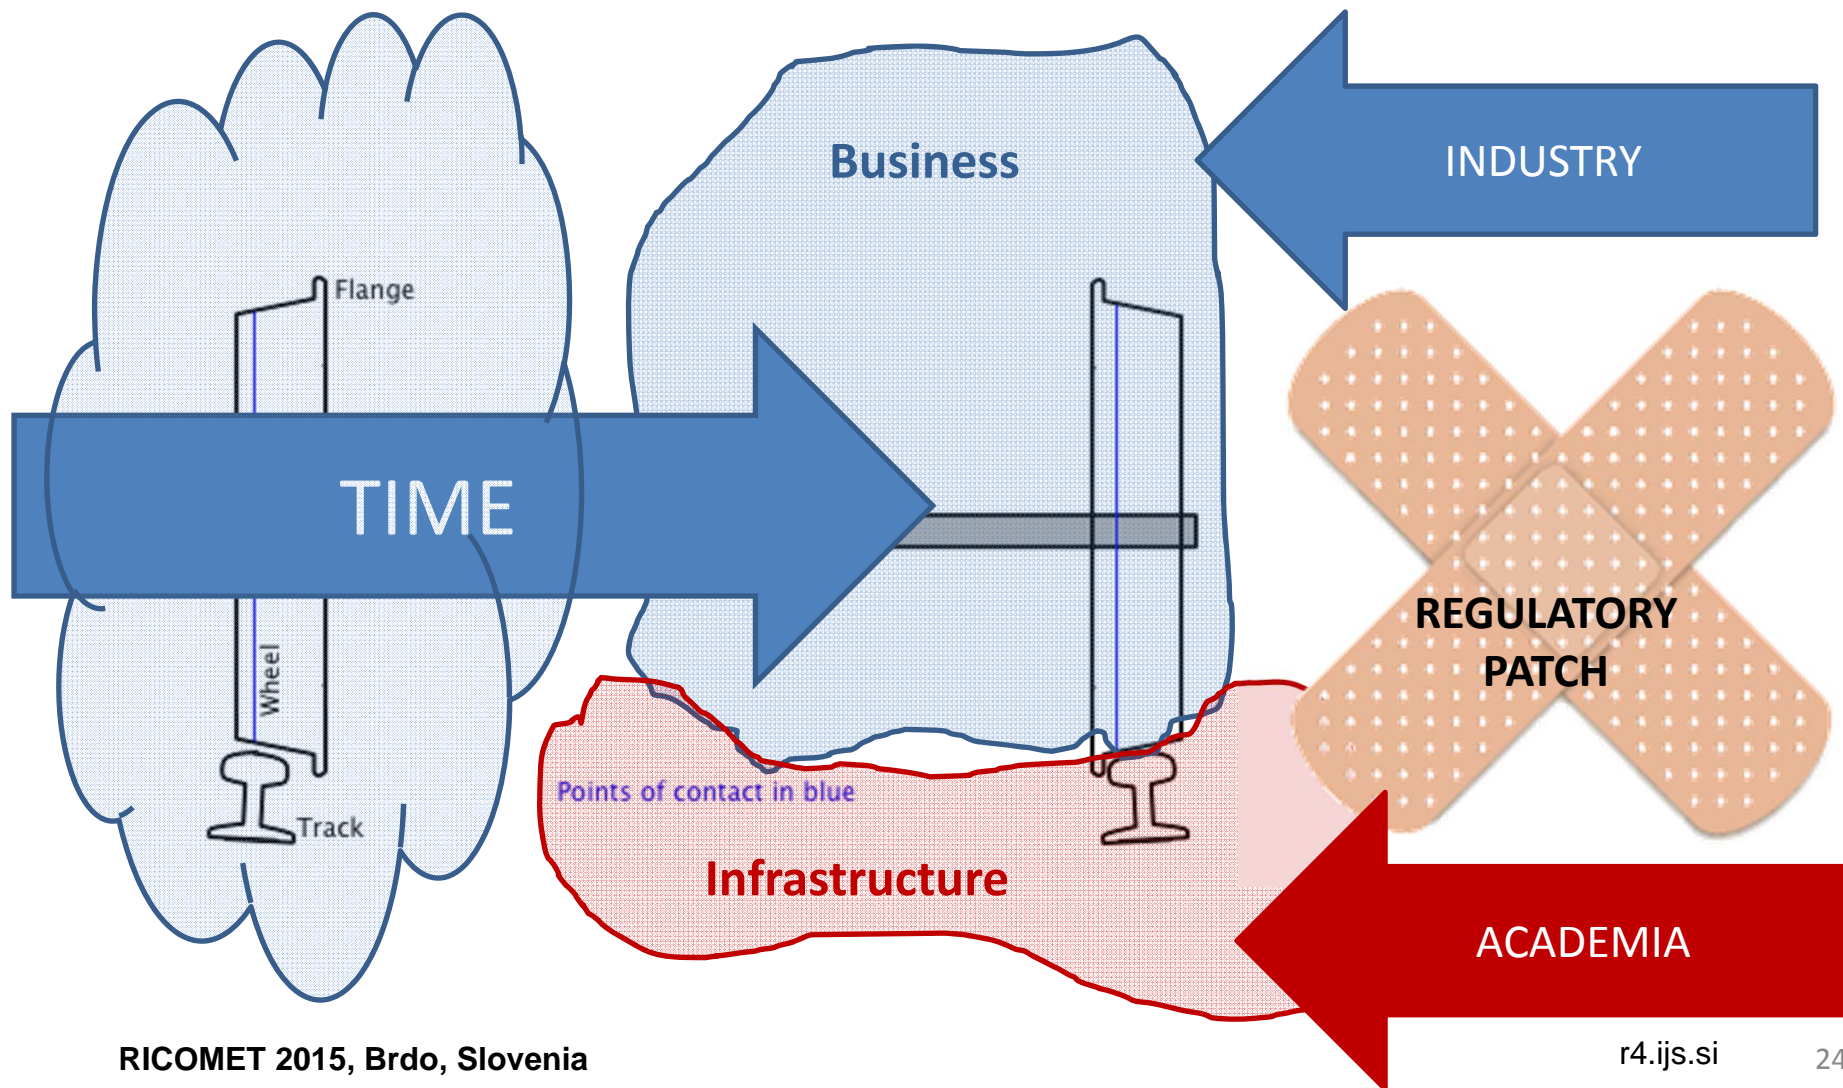 Business
INDUSTRY
Flange
TIME
Wheel
REGULATORY
PATCH
Points of contact in blue
Track
Infrastructure
ACADEMIA
RICOMET 2015, Brdo, Slovenia
r4.ijs.si
24